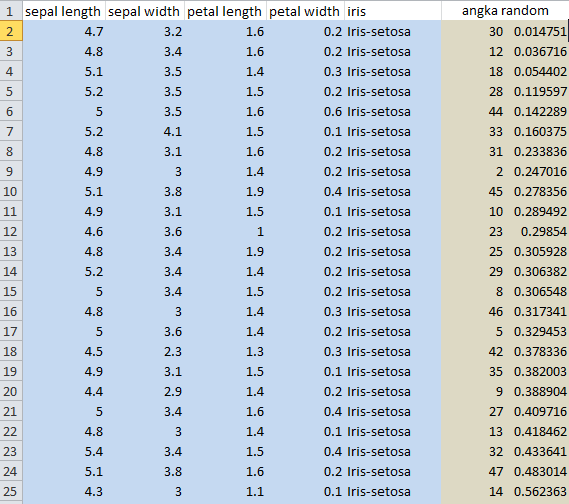 1 sepal length sepal width petal length petal width iris angka random
2 4.7 3.2 1.6 0.2 Iris-setosa 30 0.014751
3 4.8 3.4 1.6 0.2 Iris-setosa 12 0.036716
4 5.1 3.5 1.4 0.3 Iris-setosa 18 0.054402
5 5.2 3.5 1.5 0.2 Iris-setosa 28 0.119597
6 5 3.5 1.6 0.6 Iris-setosa 44 0.142289
7 5.2 4.1 1.5 0.1 Iris-setosa 33 0.160375
8 4.8 3.1 1.6 0.2 Iris-setosa 31 0.233836
9 4.9 3 1.4 0.2 Iris-setosa 2 0.247016
10 5.1 3.8 1.9 0.4 Iris-setosa 45 0.278356
11 4.9 3.1 1.5 0.1 Iris-setosa 10 0.289492
12 4.6 3.6 1 0.2 Iris-setosa 23 0.29854
13 4.8 3.4 1.9 0.2 Iris-setosa 25 0.305928
14 5.2 3.4 1.4 0.2 Iris-setosa 29 0.306382
15 5 3.4 1.5 0.2 Iris-setosa 8 0.306548
16 4.8 3 1.4 0.3 Iris-setosa 46 0.317341
17 5 3.6 1.4 0.2 Iris-setosa 5 0.329453
18 4.5 2.3 1.3 0.3 Iris-setosa 42 0.378336
19 4.9 3.1 1.5 0.1 Iris-setosa 35 0.382003
20 4.4 2.9 1.4 0.2 Iris-setosa 9 0.388904
21 5 3.4 1.6 0.4 Iris-setosa 27 0.409716
22 4.8 3 1.4 0.1 Iris-setosa 13 0.418462
23 5.4 3.4 1.5 0.4 Iris-setosa 32 0.433641
24 5.1 3.8 1.6 0.2 Iris-setosa 47 0.483014
25 4.3 3 1.1 0.1 Iris-setosa 14 0.562363